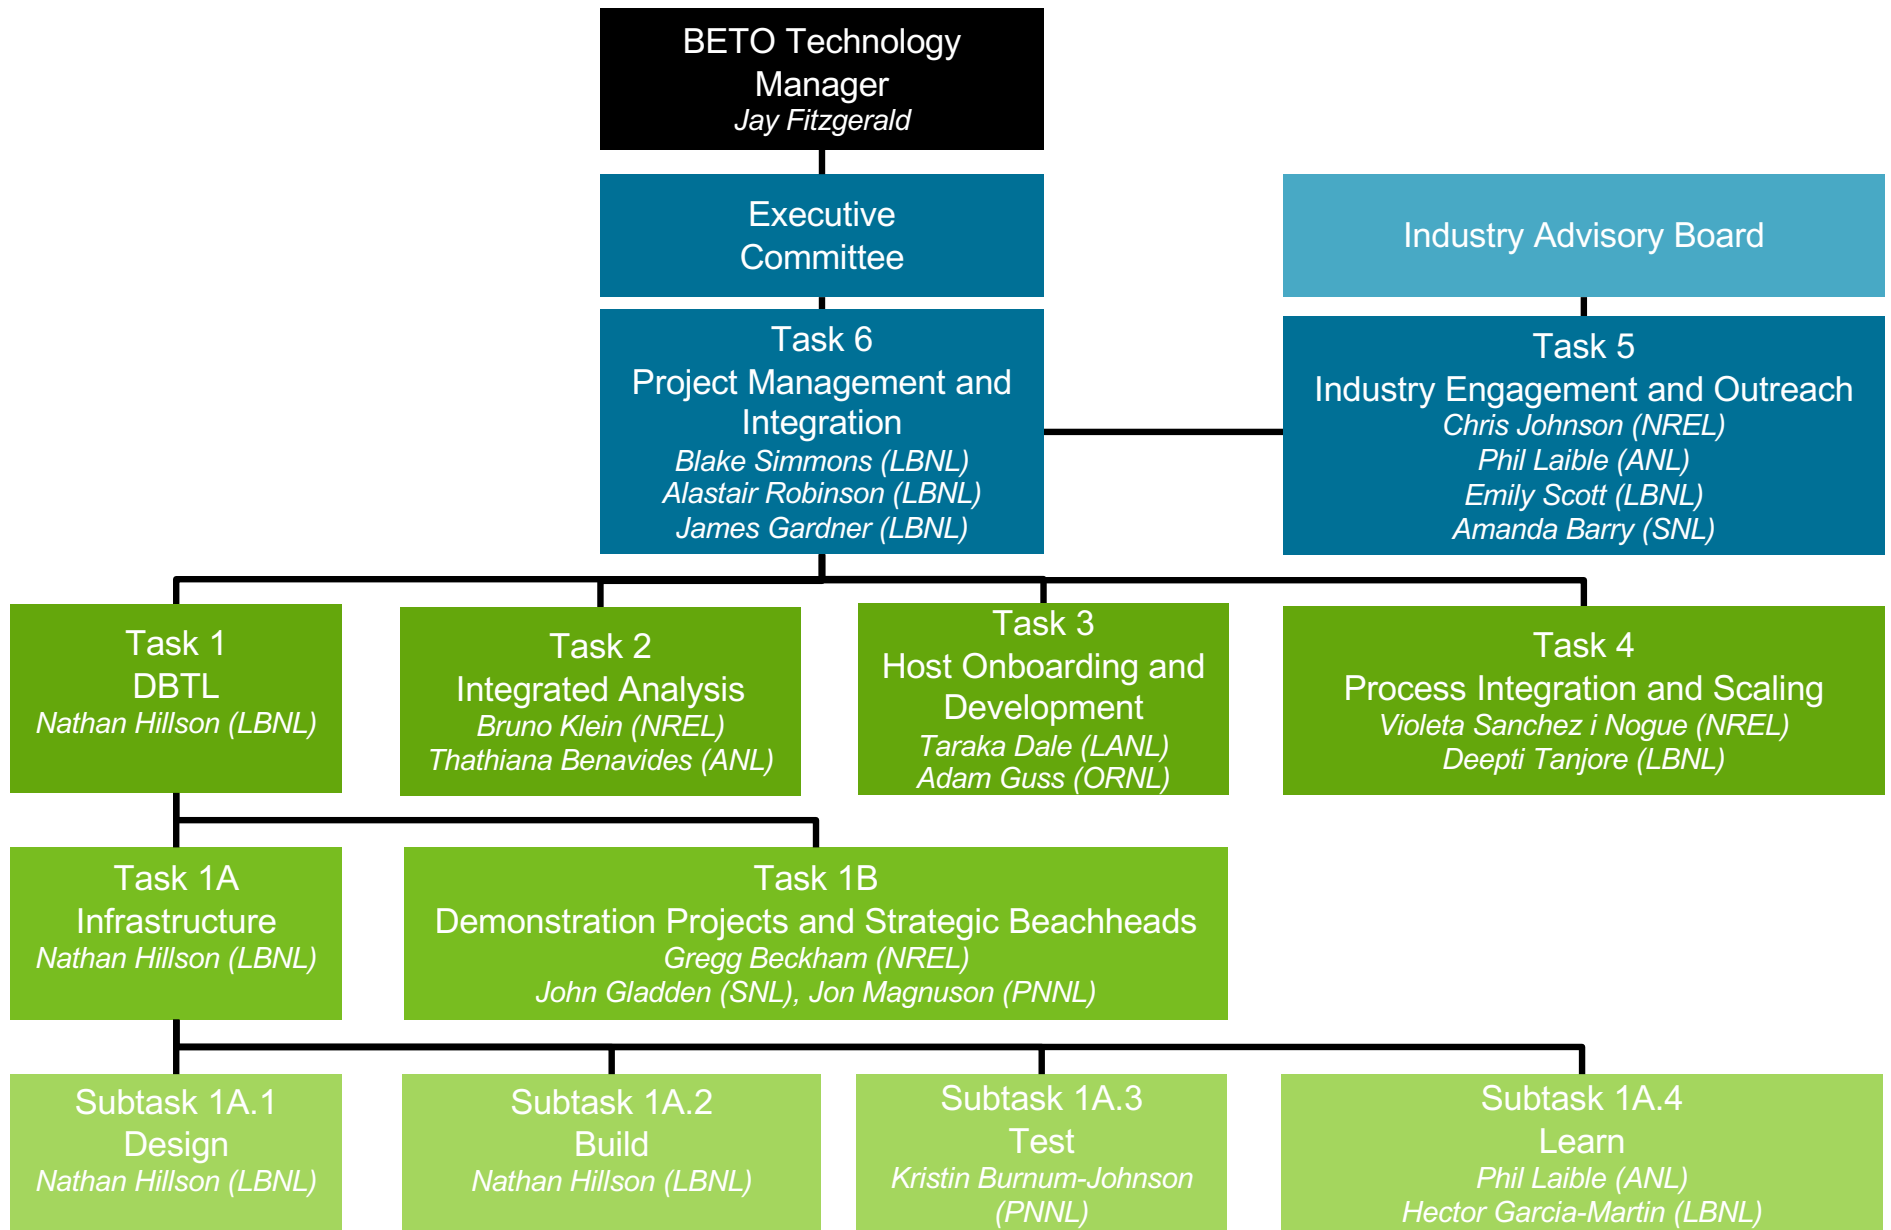 BETO Technology
Manager
Jay Fitzgerald
Executive
Committee
Industry Advisory Board
Task 6
Project Management and
Integration
Blake Simmons (LBNL)
Alastair Robinson (LBNL)
James Gardner (LBNL)
Task 5
Industry Engagement and Outreach
Chris Johnson (NREL)
Phil Laible (ANL)
Emily Scott (LBNL)
Amanda Barry (SNL)
Task 1
DBTL
Nathan Hillson (LBNL)
Task 2
Integrated Analysis
Bruno Klein (NREL)
Thathiana Benavides (ANL)
Task 3
Host Onboarding and
Development
Taraka Dale (LANL)
Adam Guss (ORNL)
Task 4
Process Integration and Scaling
Violeta Sanchez i Nogue (NREL)
Deepti Tanjore (LBNL)
Task 1A
Infrastructure
Nathan Hillson (LBNL)
Task 1B
Demonstration Projects and Strategic Beachheads
Gregg Beckham (NREL)
John Gladden (SNL), Jon Magnuson (PNNL)
Subtask 1A.1
Design
Nathan Hillson (LBNL)
Subtask 1A.2
Build
Nathan Hillson (LBNL)
Subtask 1A.3
Test
Kristin Burnum-Johnson
(PNNL)
Subtask 1A.4
Learn
Phil Laible (ANL)
Hector Garcia-Martin (LBNL)